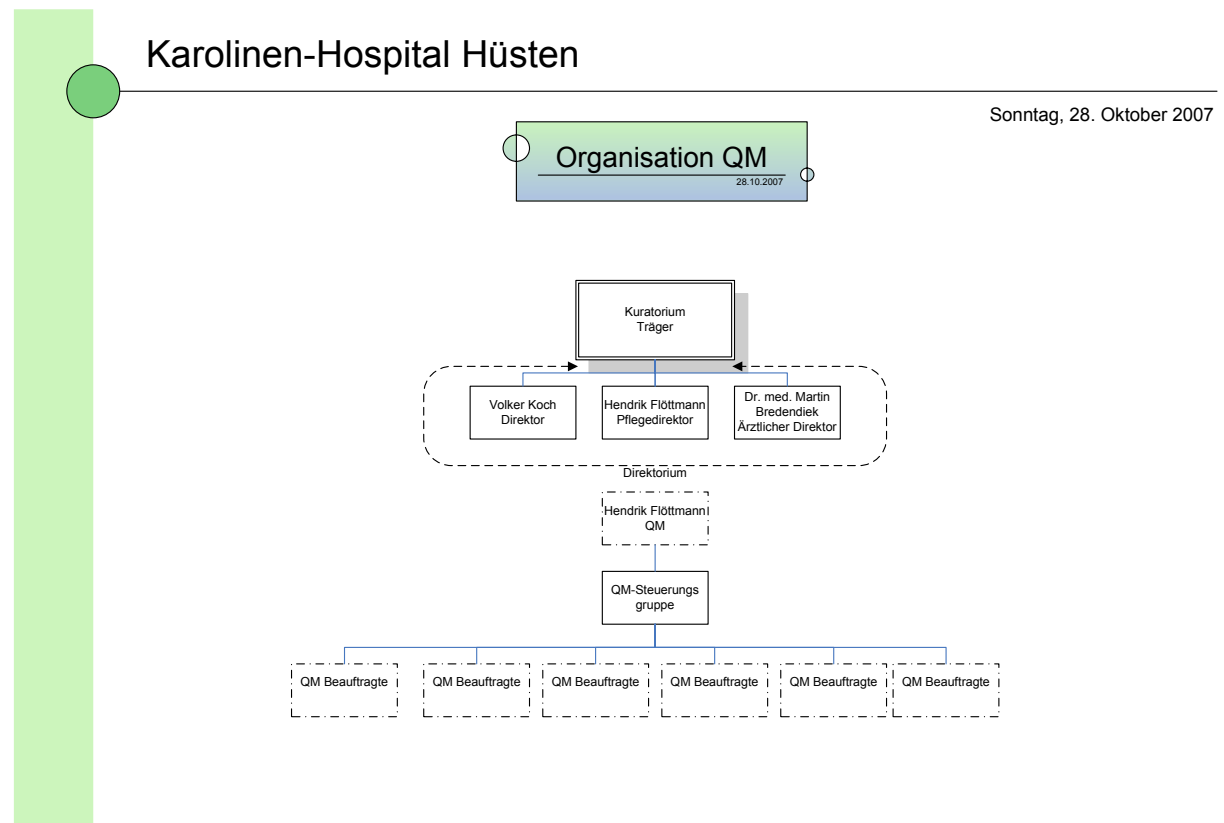 Karolinen-Hospital Hüsten
Sonntag, 28. Oktober 2007
Organisation QM
28.10.2007
Kuratorium
Träger
Volker Koch
Direktor
Hendrik Flöttmann
Pflegedirektor
Dr. med. Martin
Bredendiek
Ärztlicher Direktor
Direktorium
Hendrik Flöttmann
QM
QM-Steuerungs
gruppe
QM Beauftragte
QM Beauftragte
QM Beauftragte
QM Beauftragte
QM Beauftragte
QM Beauftragte